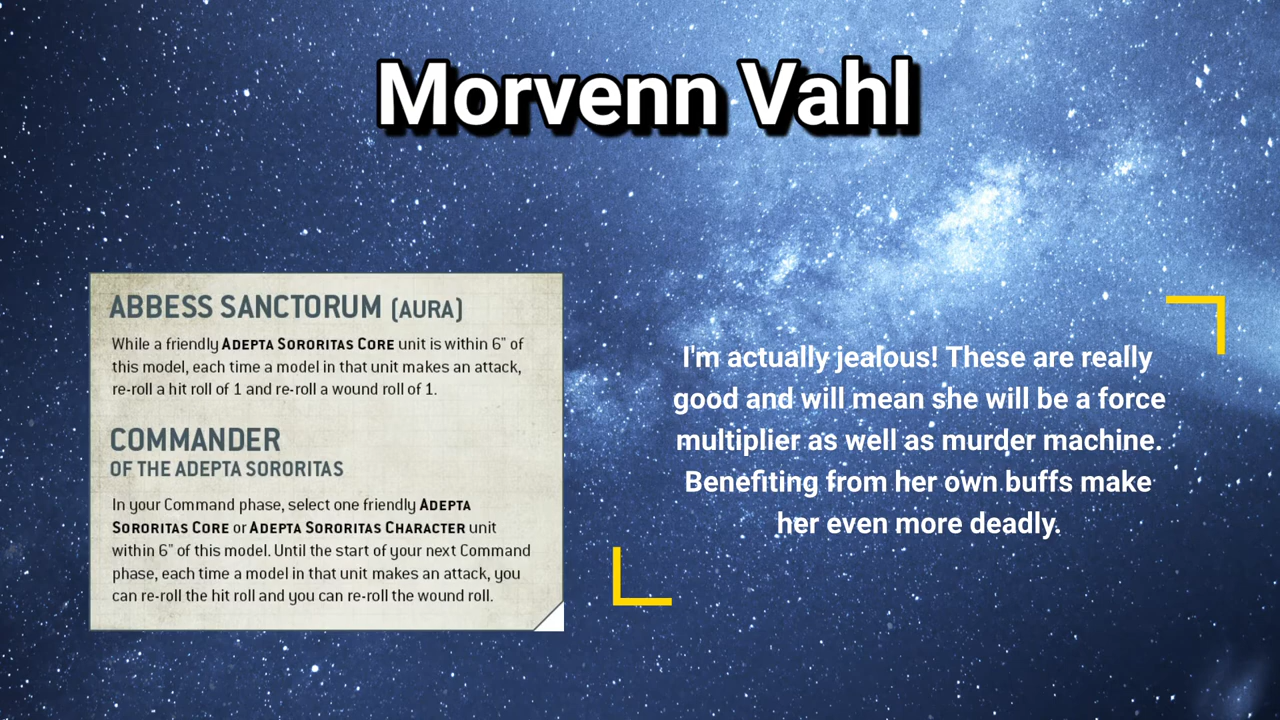 Morvenn Vahl
ABBESS SANCTORUM (AURA)
While a friendly ADEPTA SORORITAS CORE unit is within 6" of
this model, each time a model in that unit makes an attack,
re-roll a hit roll of 1 and re-roll a wound roll of 1.
COMMANDER
OF THE ADEPTA SORORITAS
In your Command phase, select one friendly ADEPTA
SORORITAS CORE or ADEPTA SORORITAS CHARACTER unit
within 6" of this model. Until the start of your next Command
phase, each time a model in that unit makes an attack, you
can re-roll the hit roll and you can re-roll the wound roll.
I'm actually jealous! These are really
good and will mean she will be a force
multiplier as well as murder machine.
Benefiting from her own buffs make
her even more deadly.